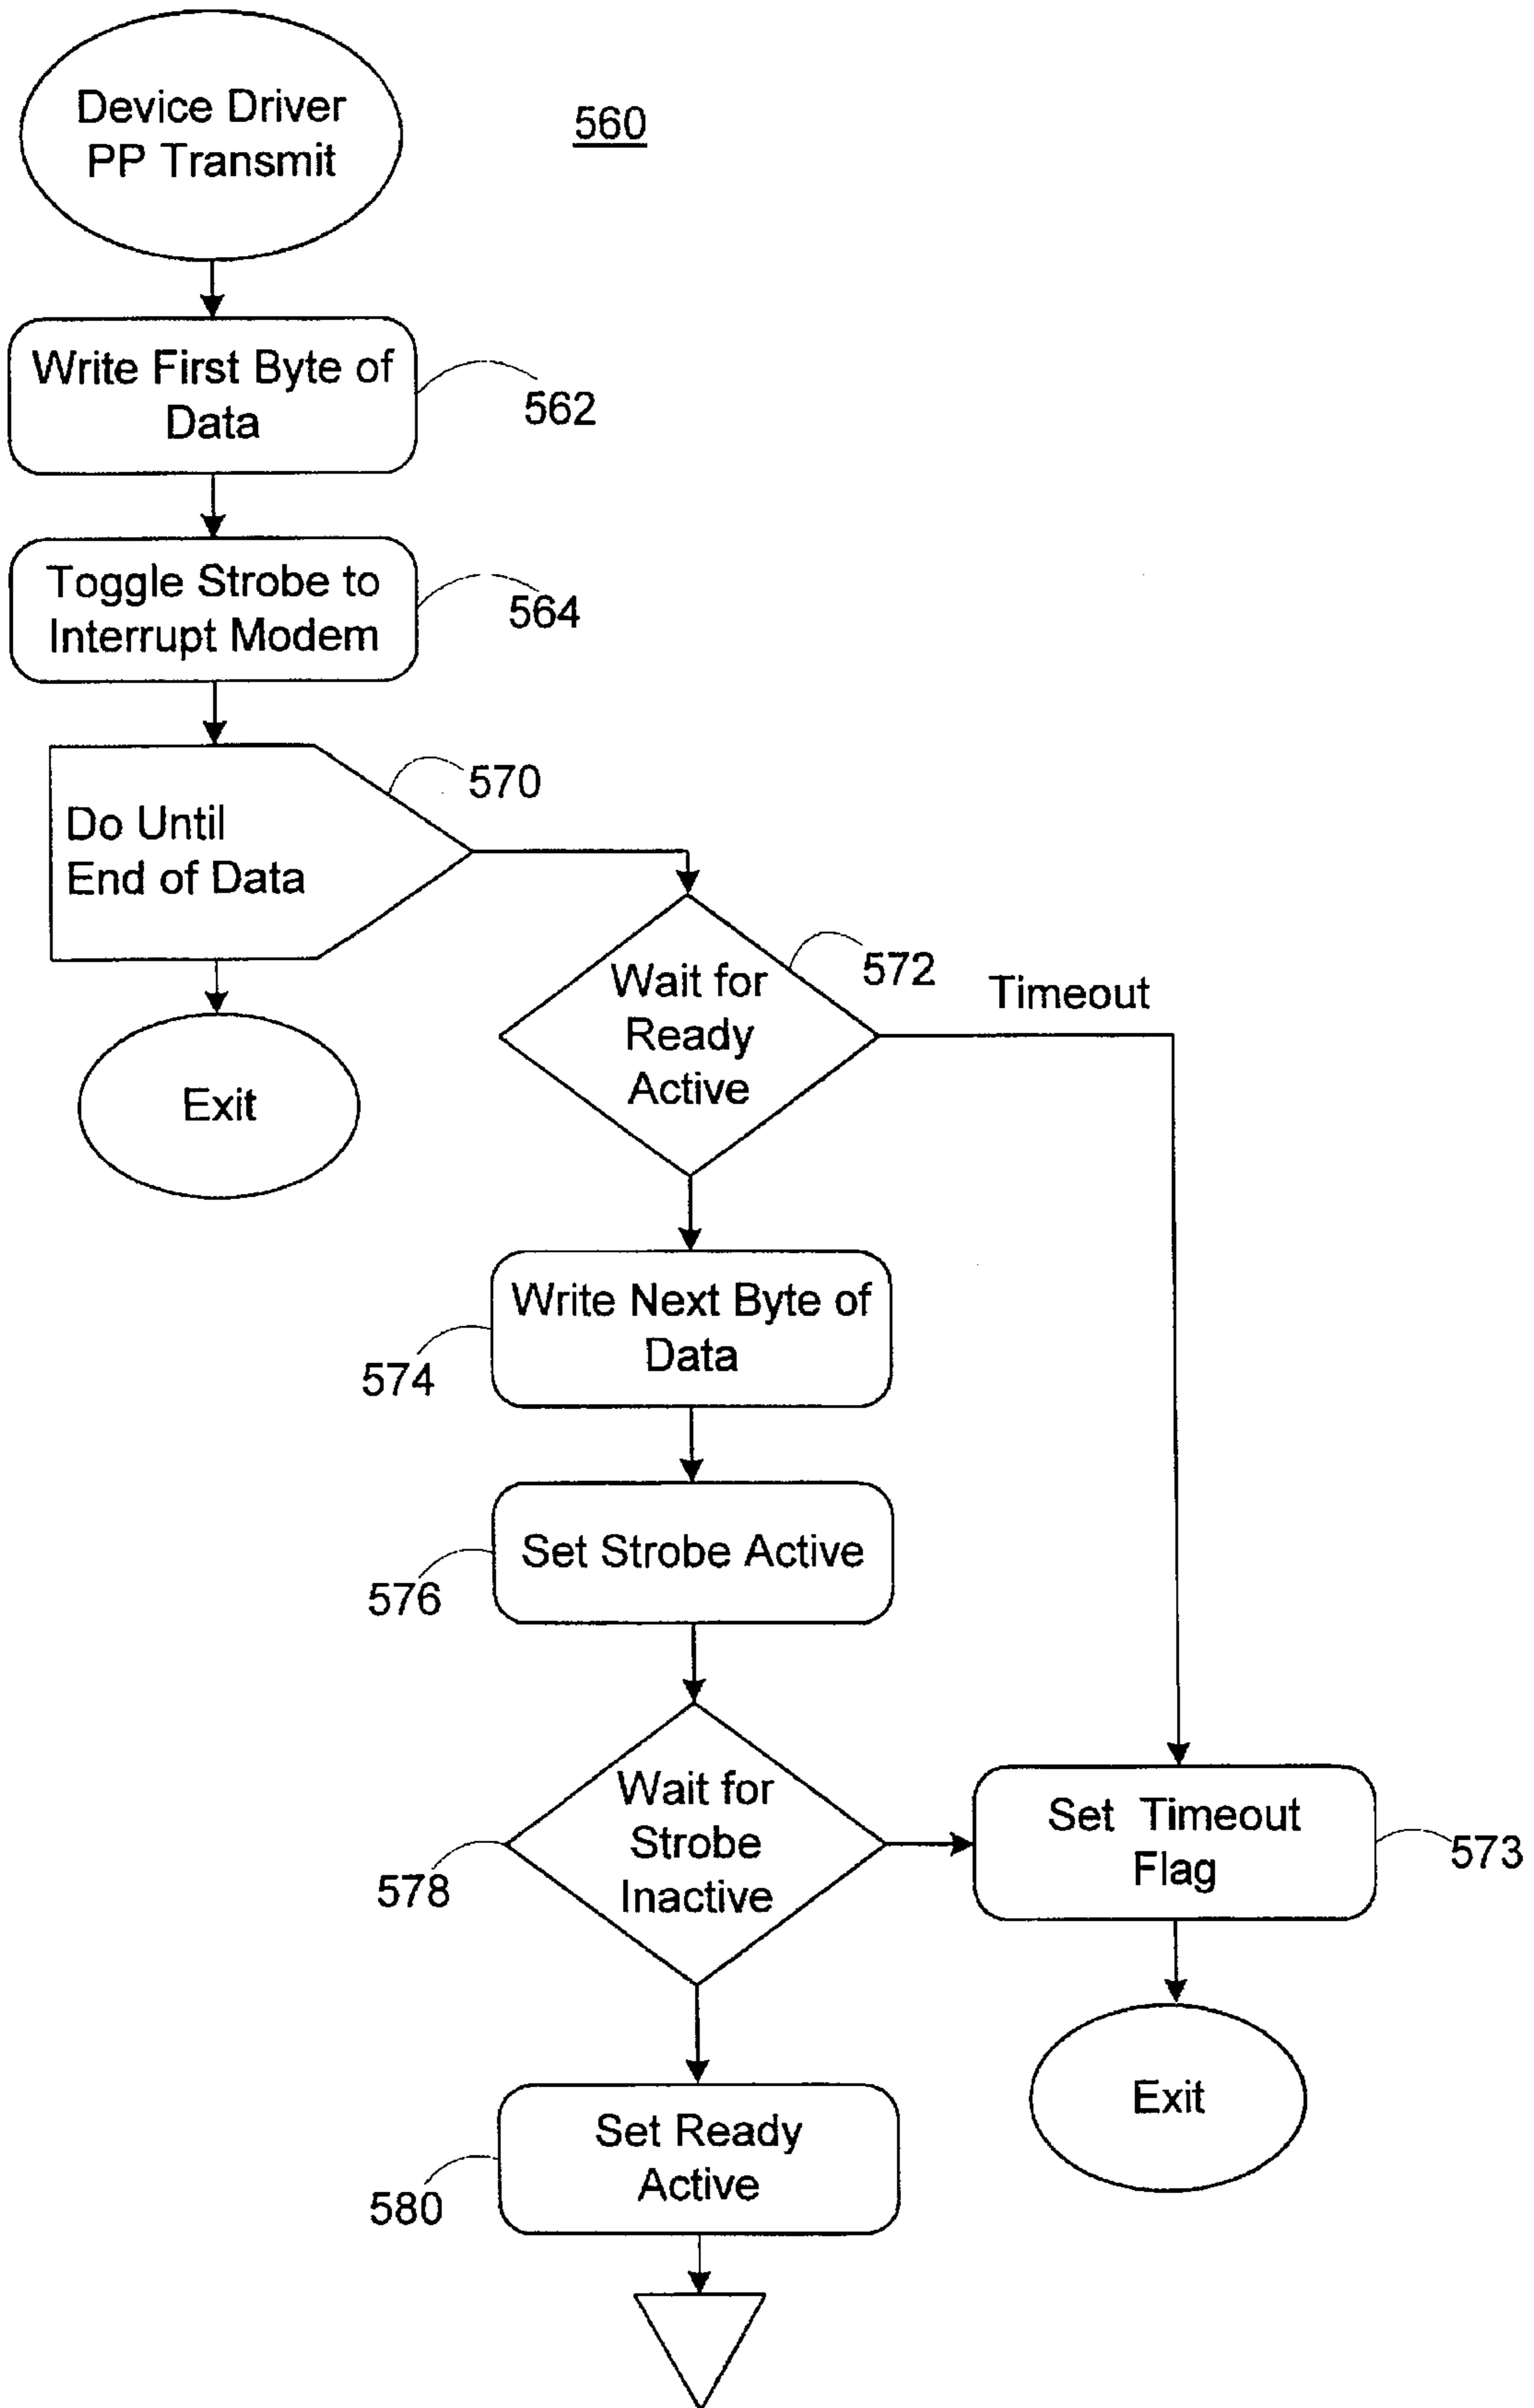 Device Driver
PP Transmit
560
Write First Byte of
Data
562
Toggle Strobe to
Interrupt Modem
564
570
Do Until
End of Data
Exit
572
Wait for
Ready
Active
Timeout
Write Next Byte of
Data
574
Set Strobe Active
576
Wait for
Strobe
Inactive
578
Set Timeout
Flag
573
Exit
Set Ready
Active
580